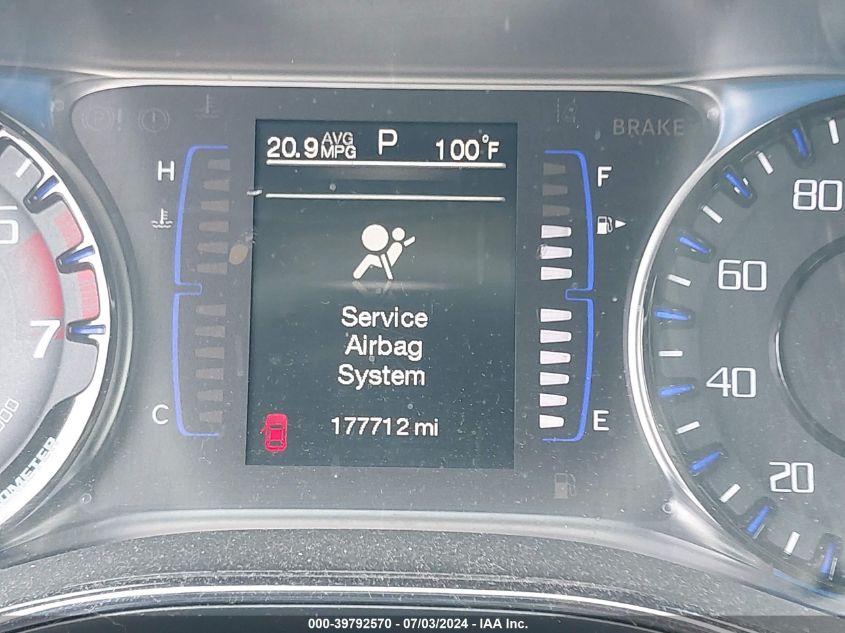 20.9 AVG MPG P 100°F
BRAKE
H
F
80
5
60
Service
Airbag
System
7
40
C
E
177712 mi
20
000-39792570 - 07/03/2024 - IAA Inc.